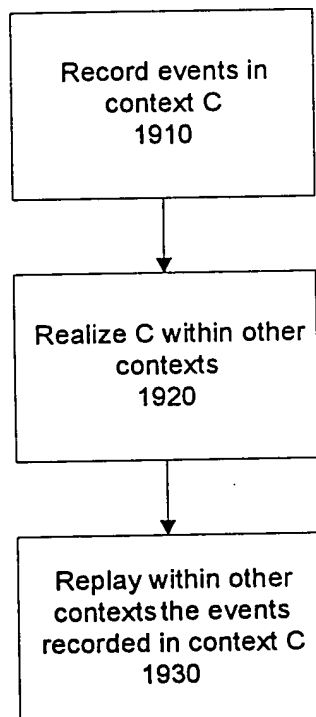 Record events in
context C
1910
Realize C within other
contexts
1920
Replay within other
contexts the events
recorded in context C
1930